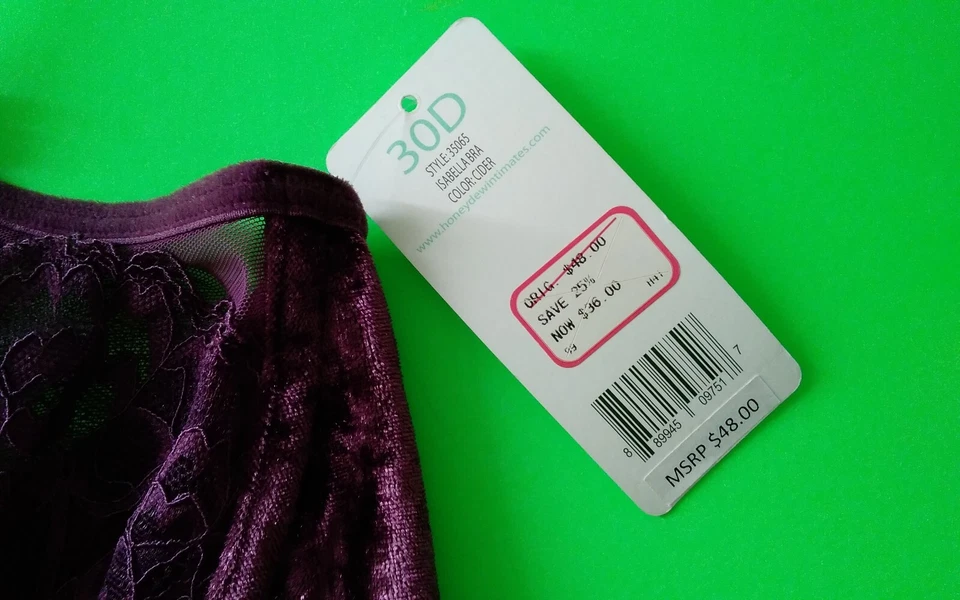 30D
STYLE:35065
ISABELLA BRA
COLOR:CIDER
www.honeydewintimates.com
ORIG. $48.00
SAVE 25%
NOW $36.00
8 89945 09751 7
MSRP $48.00